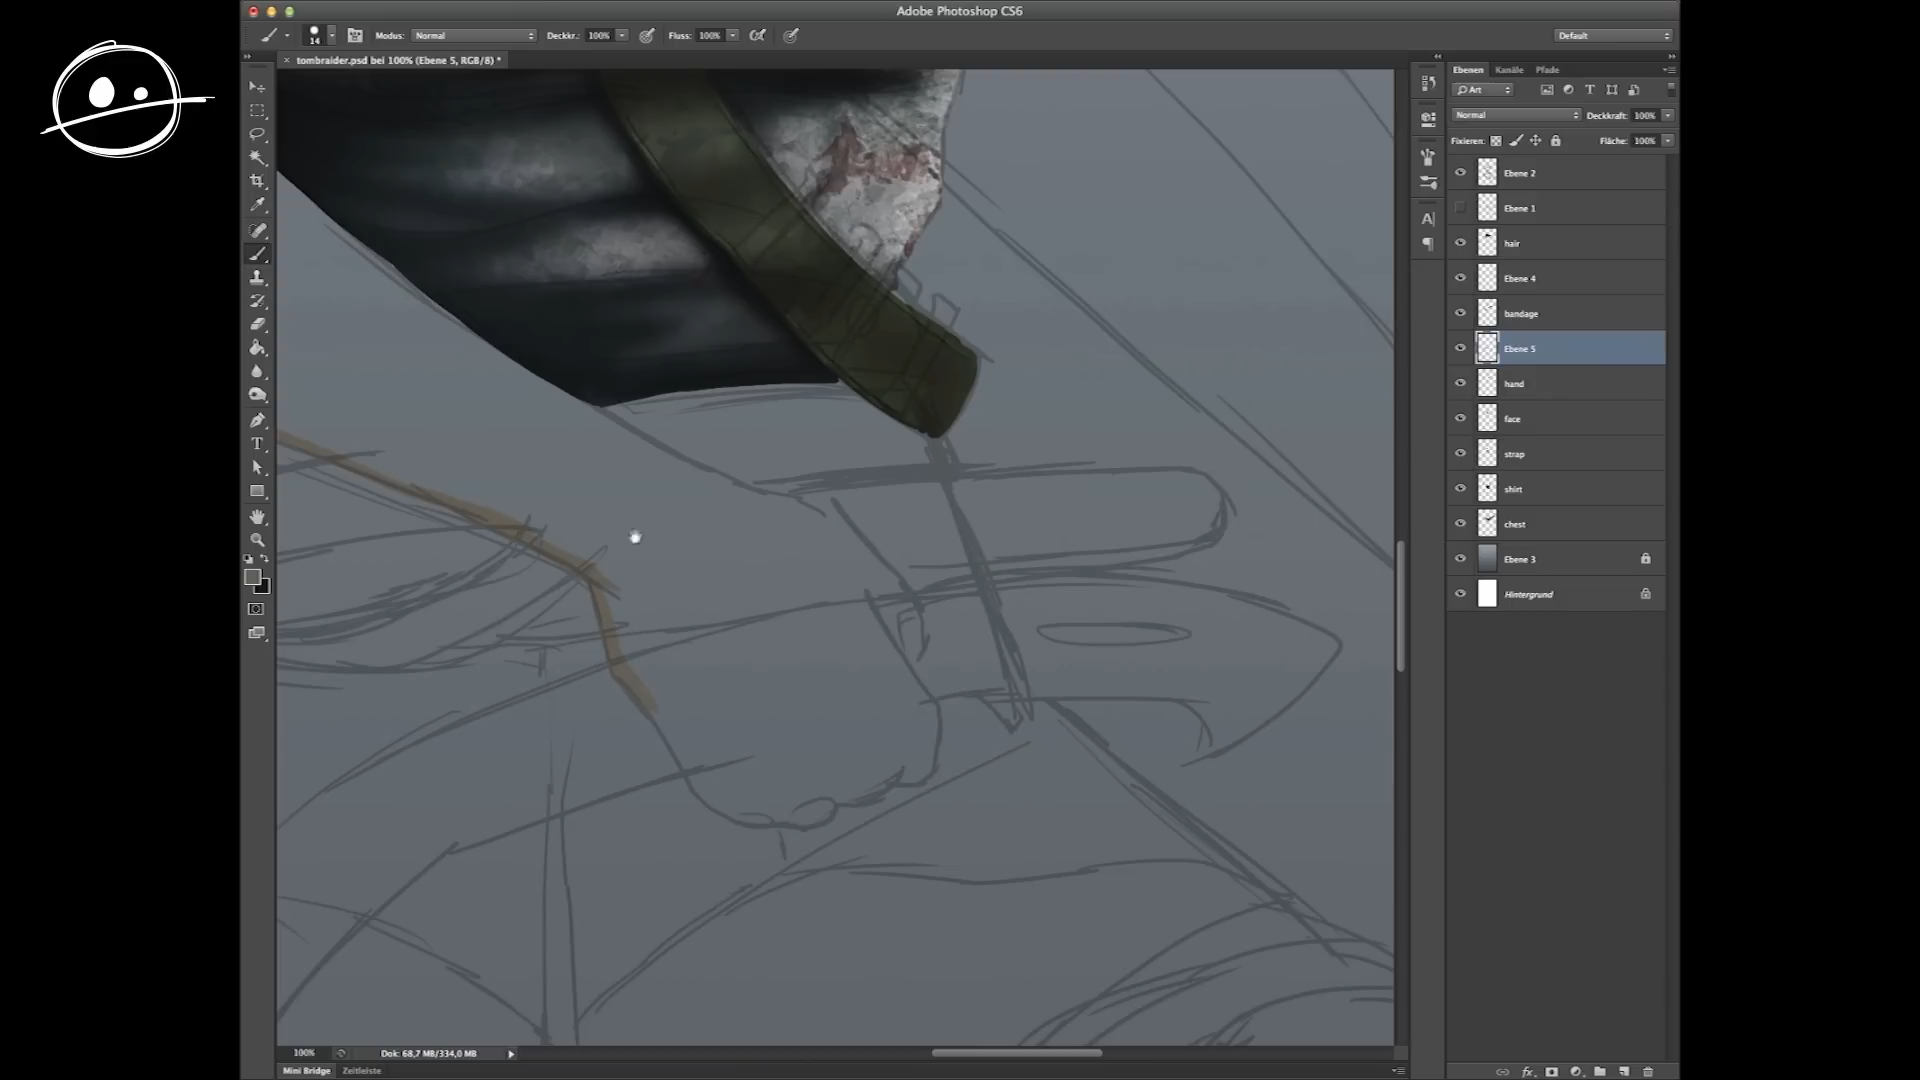 Adobe Photoshop CS6
14
Modus: Normal
Deckkr.: 100%
Fluss: 100%
Default
tombraider.psd bei 100% (Ebene 5, RGB/8) *
Ebenen Kanäle Pfade
Art
T
Normal
Deckkraft: 100%
Fixieren:
Fläche: 100%
Ebene 2
Ebene 1
hair
Ebene 4
bandage
Ebene 5
hand
face
strap
shirt
chest
Ebene 3
Hintergrund
A
T
100%
Dok: 68,7 MB/334,0 MB
Mini Bridge Zeitleiste
fx